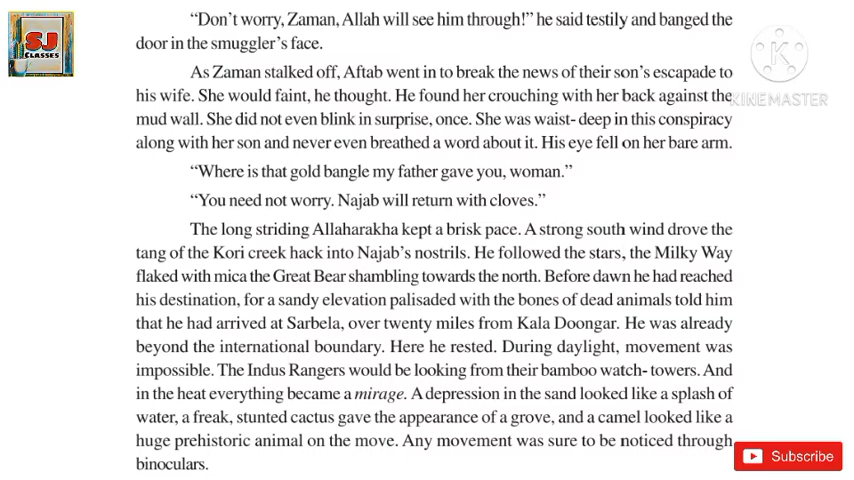 SJ
CLASSES
“Don’t worry, Zaman, Allah will see him through!” he said testily and banged the
door in the smuggler’s face.
As Zaman stalked off, Aftab went in to break the news of their son’s escapade to
his wife. She would faint, he thought. He found her crouching with her back against the
mud wall. She did not even blink in surprise, once. She was waist- deep in this conspiracy
along with her son and never even breathed a word about it. His eye fell on her bare arm.
“Where is that gold bangle my father gave you, woman.”
“You need not worry. Najab will return with cloves.”
The long striding Allaharakha kept a brisk pace. A strong south wind drove the
tang of the Kori creek hack into Najab’s nostrils. He followed the stars, the Milky Way
flaked with mica the Great Bear shambling towards the north. Before dawn he had reached
his destination, for a sandy elevation palisaded with the bones of dead animals told him
that he had arrived at Sarbela, over twenty miles from Kala Doongar. He was already
beyond the international boundary. Here he rested. During daylight, movement was
impossible. The Indus Rangers would be looking from their bamboo watch- towers. And
in the heat everything became a mirage. A depression in the sand looked like a splash of
water, a freak, stunted cactus gave the appearance of a grove, and a camel looked like a
huge prehistoric animal on the move. Any movement was sure to be noticed through
binoculars.
KINEMASTER
Subscribe